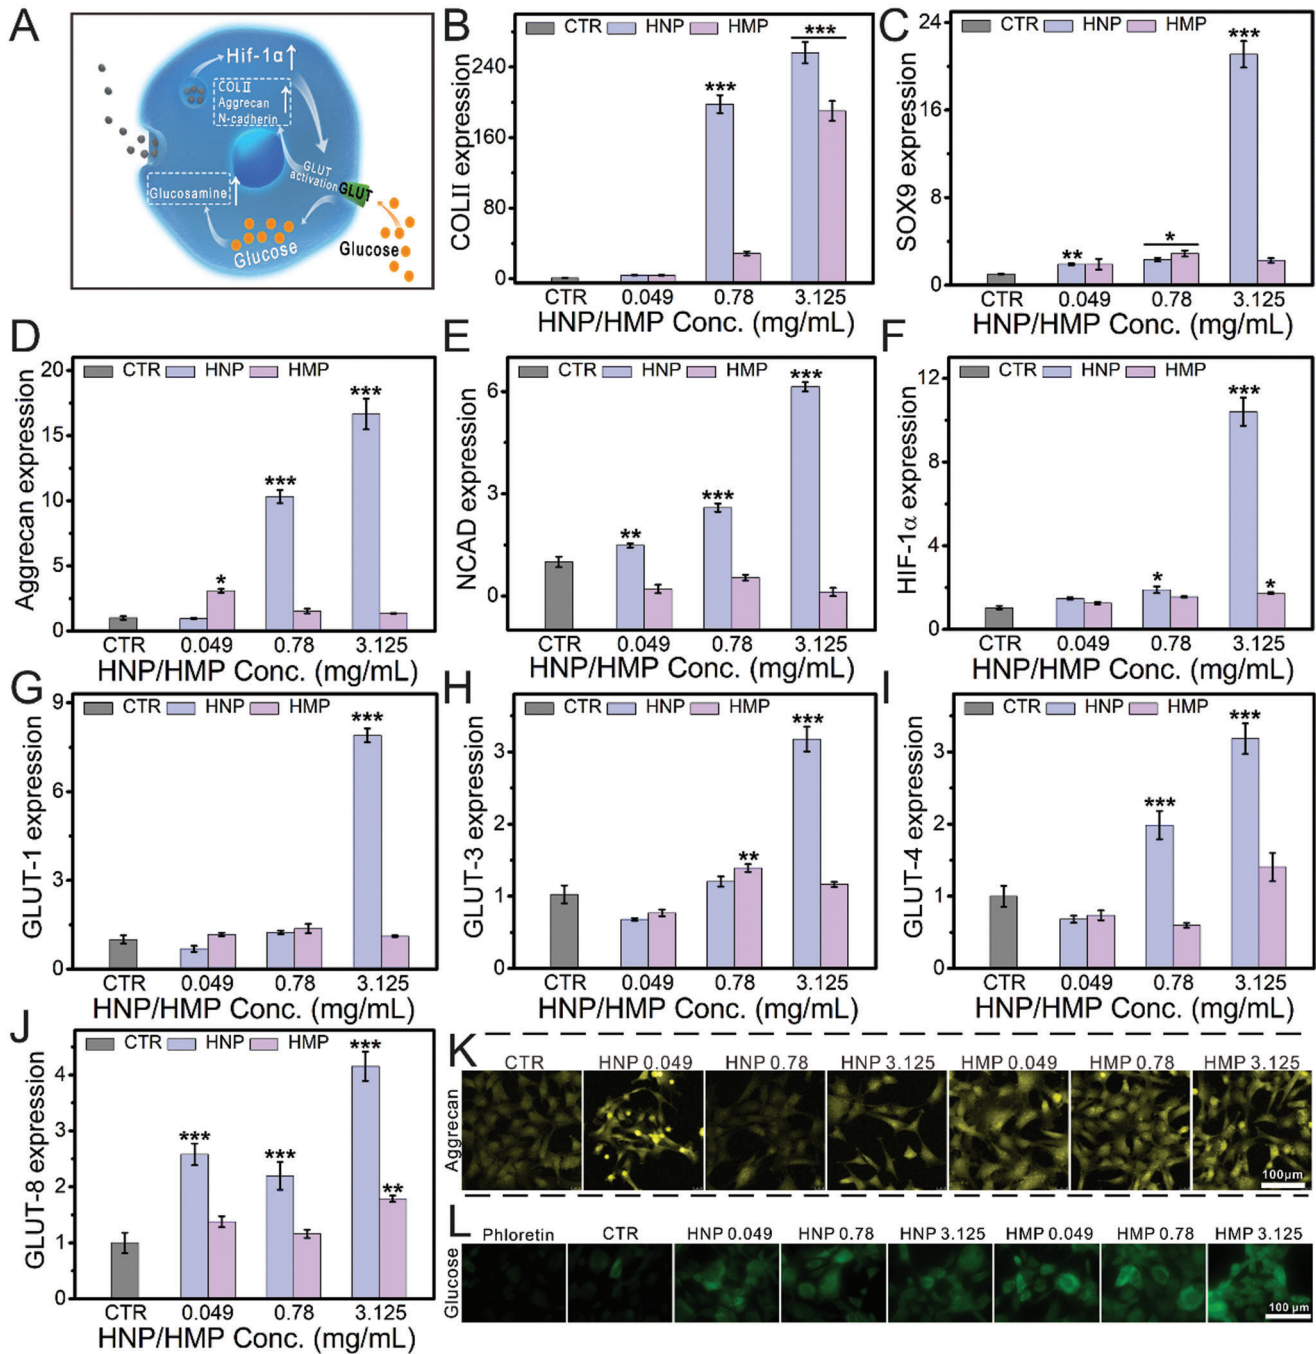 A
Hif-1α
COLⅡ
Aggrecan
N-cadherin
GLUT
activation
Glucosamine
GLUT
Glucose
Glucose
B
CTR HNP HMP
COLII expression
240
160
80
0
***
***
CTR 0.049 0.78 3.125
HNP/HMP Conc. (mg/mL)
C
CTR HNP HMP
SOX9 expression
24
16
8
0
**
*
***
CTR 0.049 0.78 3.125
HNP/HMP Conc. (mg/mL)
D
CTR HNP HMP
Aggrecan expression
20
15
10
5
0
*
***
***
CTR 0.049 0.78 3.125
HNP/HMP Conc. (mg/mL)
E
CTR HNP HMP
NCAD expression
6
3
0
**
***
***
CTR 0.049 0.78 3.125
HNP/HMP Conc. (mg/mL)
F
CTR HNP HMP
HIF-1α expression
12
8
4
0
*
***
*
CTR 0.049 0.78 3.125
HNP/HMP Conc. (mg/mL)
G
CTR HNP HMP
GLUT-1 expression
9
6
3
0
***
CTR 0.049 0.78 3.125
HNP/HMP Conc. (mg/mL)
H
CTR HNP HMP
GLUT-3 expression
3
2
1
0
**
***
CTR 0.049 0.78 3.125
HNP/HMP Conc. (mg/mL)
I
CTR HNP HMP
GLUT-4 expression
3
2
1
0
***
***
CTR 0.049 0.78 3.125
HNP/HMP Conc. (mg/mL)
J
CTR HNP HMP
GLUT-8 expression
4
3
2
1
0
***
***
***
**
CTR 0.049 0.78 3.125
HNP/HMP Conc. (mg/mL)
K
CTR HNP 0.049 HNP 0.78 HNP 3.125 HMP 0.049 HMP 0.78 HMP 3.125
Aggrecan
100μm
L
Phloretin CTR HNP 0.049 HNP 0.78 HNP 3.125 HMP 0.049 HMP 0.78 HMP 3.125
Glucose
100 μm